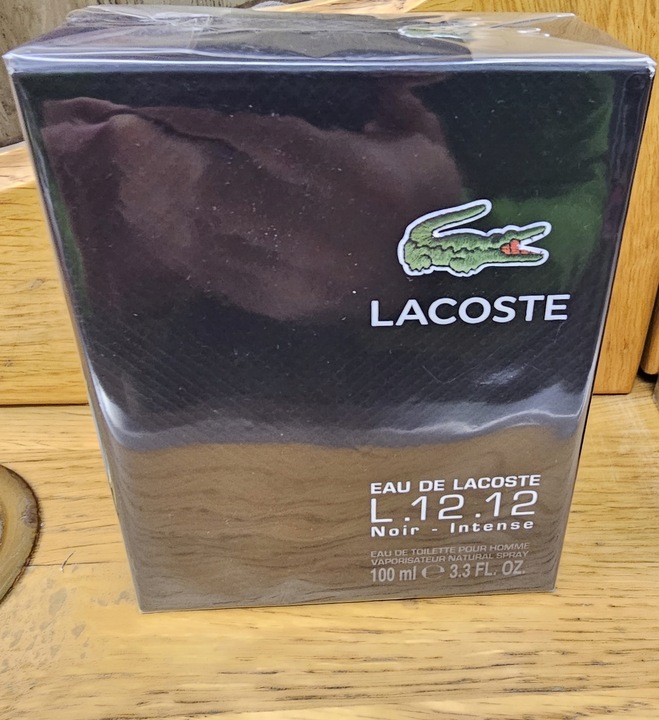 LACOSTE
EAU DE LACOSTE
L.12.12
Noir - Intense
EAU DE TOILETTE POUR HOMME
VAPORISATEUR NATURAL SPRAY
100 ml ℮ 3.3 FL. OZ.